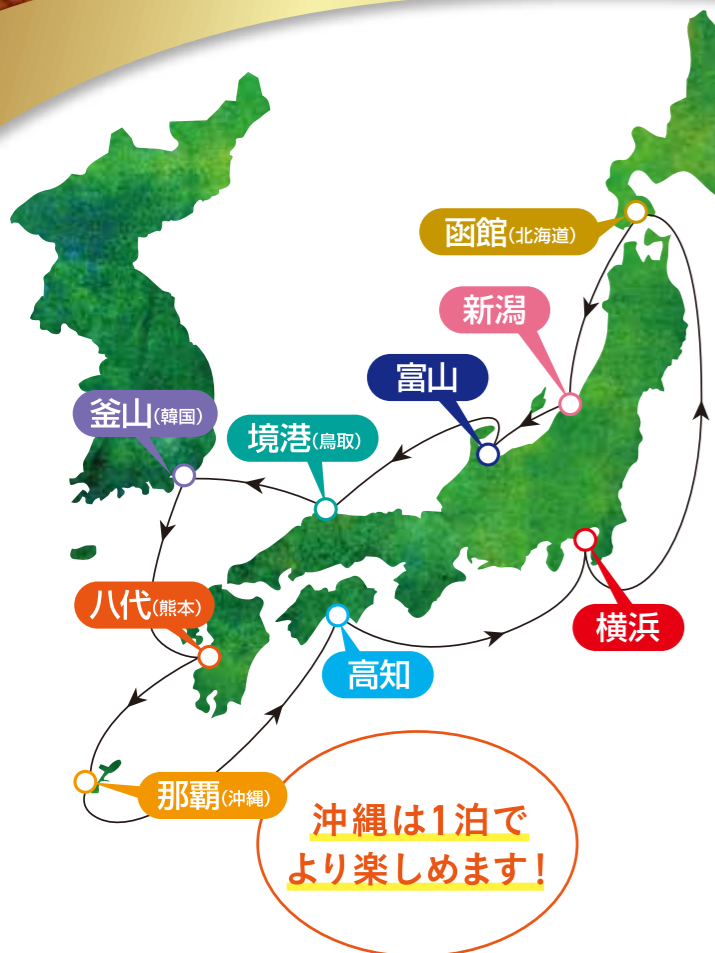 函館(北海道)
新潟
富山
釜山(韓国)
境港(鳥取)
八代(熊本)
横浜
高知
那覇(沖縄)
沖縄は1泊で
より楽しめます!